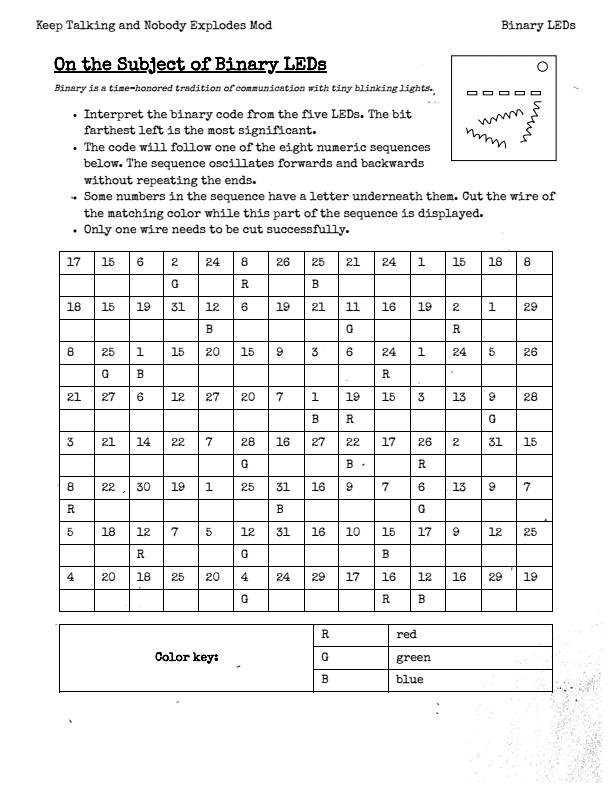 Keep Talking and Nobody Explodes Mod Binary LEDs
On the Subject of Binary LEDs
Binary is a time-honored tradition of communication with tiny blinking lights.
• Interpret the binary code from the five LEDs. The bit
farthest left is the most significant.
• The code will follow one of the eight numeric sequences
below. The sequence oscillates forwards and backwards
without repeating the ends.
• Some numbers in the sequence have a letter underneath them. Cut the wire of
the matching color while this part of the sequence is displayed.
• Only one wire needs to be cut successfully.
17 15 6 2 24 8 26 25 21 24 1 15 18 8
G R B
18 15 19 31 12 6 19 21 11 16 19 2 1 29
B G R
8 25 1 15 20 15 9 3 6 24 1 24 5 26
G B R
21 27 6 12 27 20 7 1 19 15 3 13 9 28
B R G
3 21 14 22 7 28 16 27 22 17 26 2 31 15
G B R
8 22 30 19 1 25 31 16 9 7 6 13 9 7
R B G
5 18 12 7 5 12 31 16 10 15 17 9 12 25
R G B
4 20 18 25 20 4 24 29 17 16 12 16 29 19
G R B
Color key:
R red
G green
B blue